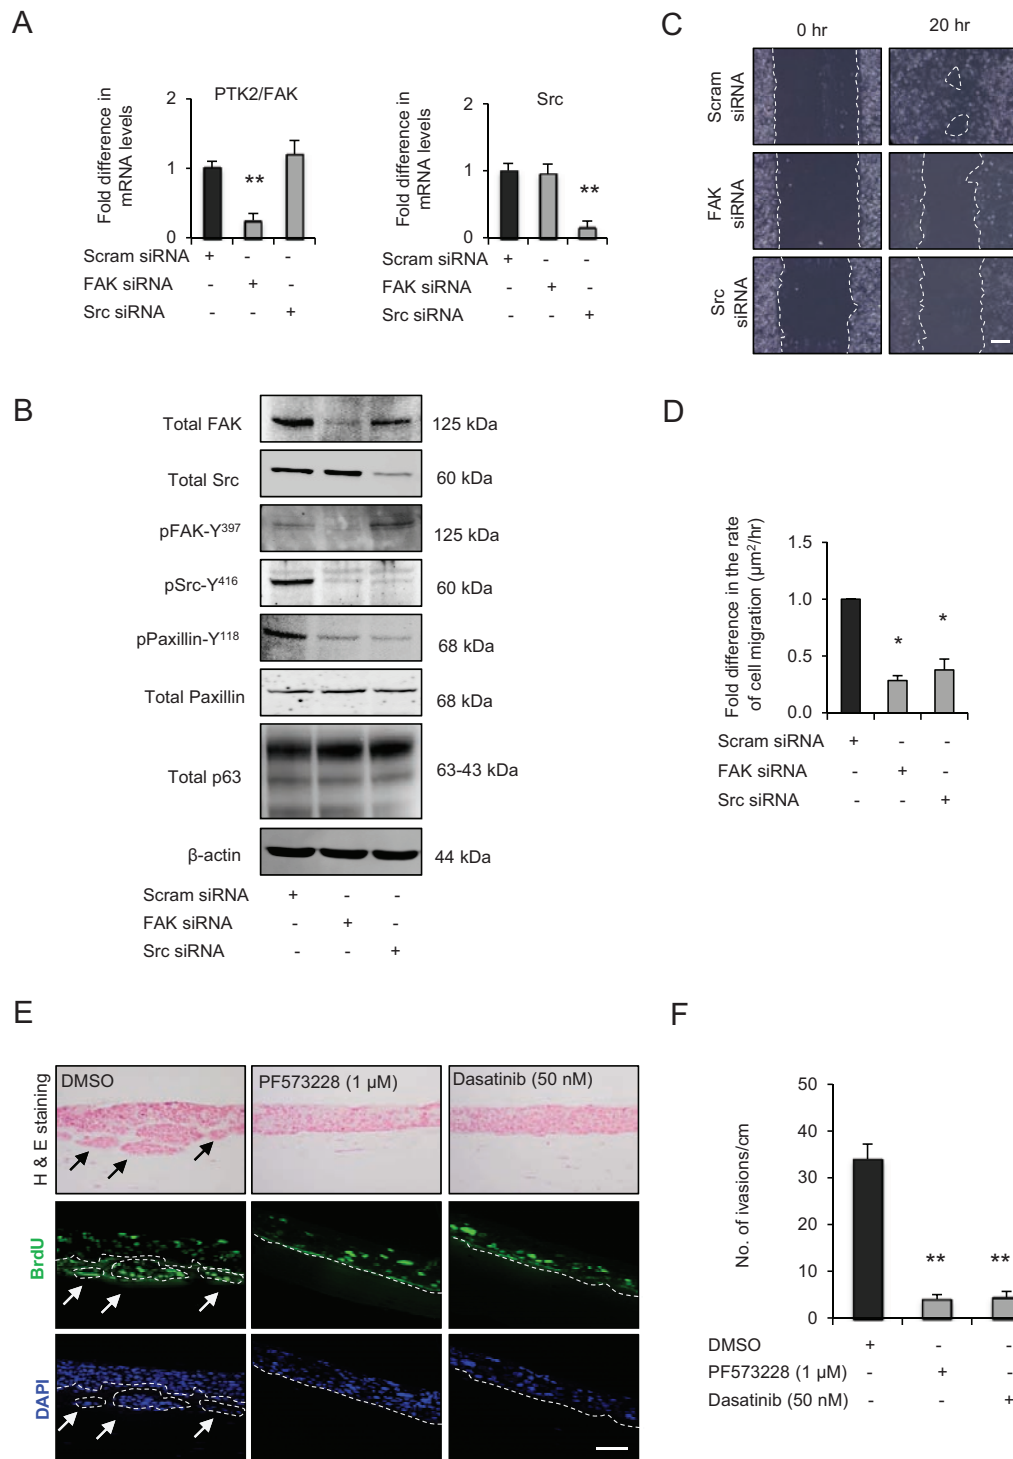 A
PTK2/FAK
Fold difference in
mRNA levels
2
1
0
Scram siRNA + - -
FAK siRNA - + -
Src siRNA - - +
**
Src
Fold difference in
mRNA levels
2
1
0
Scram siRNA + - -
FAK siRNA - + -
Src siRNA - - +
**
B
Total FAK 125 kDa
Total Src 60 kDa
pFAK-Y397 125 kDa
pSrc-Y416 60 kDa
pPaxillin-Y118 68 kDa
Total Paxillin 68 kDa
Total p63 63-43 kDa
β-actin 44 kDa
Scram siRNA + - -
FAK siRNA - + -
Src siRNA - - +
C
0 hr 20 hr
Scram
siRNA
FAK
siRNA
Src
siRNA
D
Fold difference in the rate
of cell migration (µm²/hr)
1.5
1.0
0.5
0.0
* *
Scram siRNA + - -
FAK siRNA - + -
Src siRNA - - +
E
H & E staining
DMSO PF573228 (1 µM) Dasatinib (50 nM)
BrdU
DAPI
F
No. of ivasions/cm
50
40
30
20
10
0
** **
DMSO + - -
PF573228 (1 µM) - + -
Dasatinib (50 nM) - - +